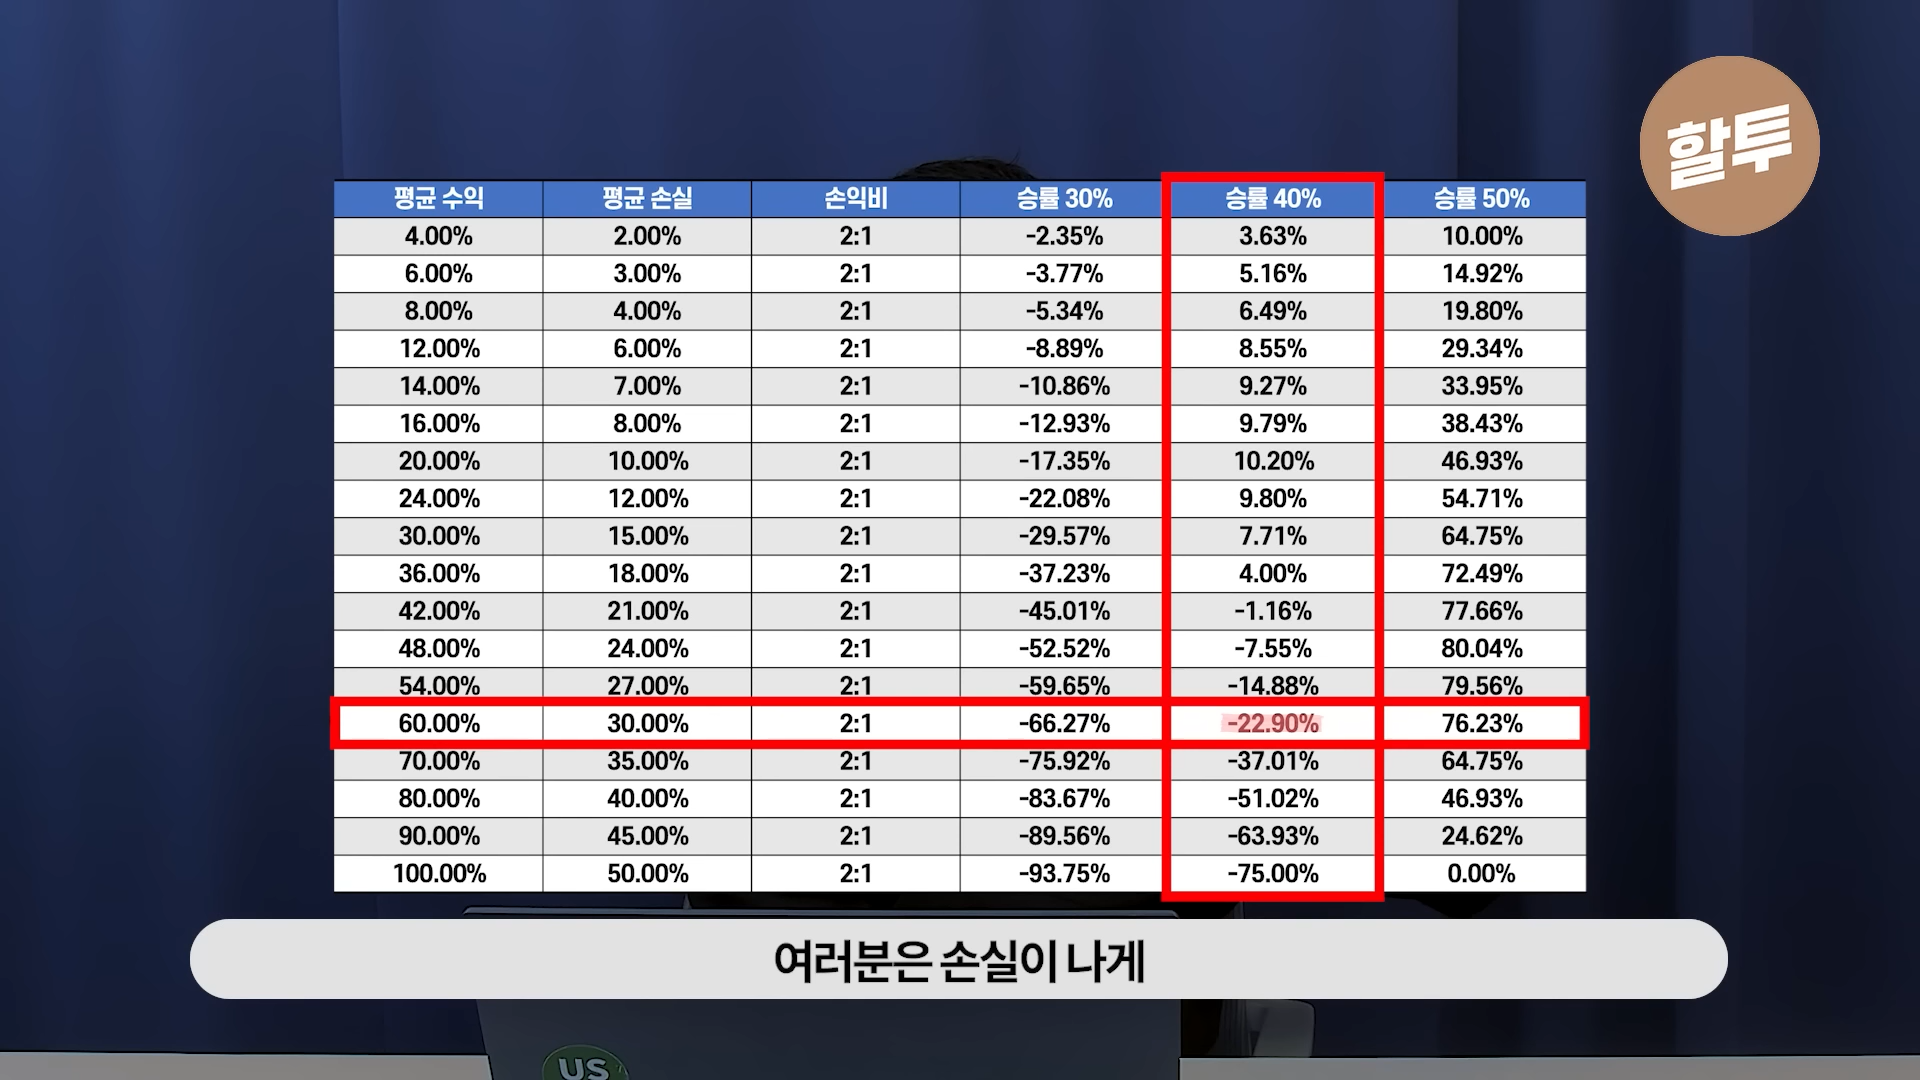 할투
평균 수익 평균 손실 손익비 승률 30% 승률 40% 승률 50%
4.00% 2.00% 2:1 -2.35% 3.63% 10.00%
6.00% 3.00% 2:1 -3.77% 5.16% 14.92%
8.00% 4.00% 2:1 -5.34% 6.49% 19.80%
12.00% 6.00% 2:1 -8.89% 8.55% 29.34%
14.00% 7.00% 2:1 -10.86% 9.27% 33.95%
16.00% 8.00% 2:1 -12.93% 9.79% 38.43%
20.00% 10.00% 2:1 -17.35% 10.20% 46.93%
24.00% 12.00% 2:1 -22.08% 9.80% 54.71%
30.00% 15.00% 2:1 -29.57% 7.71% 64.75%
36.00% 18.00% 2:1 -37.23% 4.00% 72.49%
42.00% 21.00% 2:1 -45.01% -1.16% 77.66%
48.00% 24.00% 2:1 -52.52% -7.55% 80.04%
54.00% 27.00% 2:1 -59.65% -14.88% 79.56%
60.00% 30.00% 2:1 -66.27% -22.90% 76.23%
70.00% 35.00% 2:1 -75.92% -37.01% 64.75%
80.00% 40.00% 2:1 -83.67% -51.02% 46.93%
90.00% 45.00% 2:1 -89.56% -63.93% 24.62%
100.00% 50.00% 2:1 -93.75% -75.00% 0.00%
여러분은 손실이 나게
US